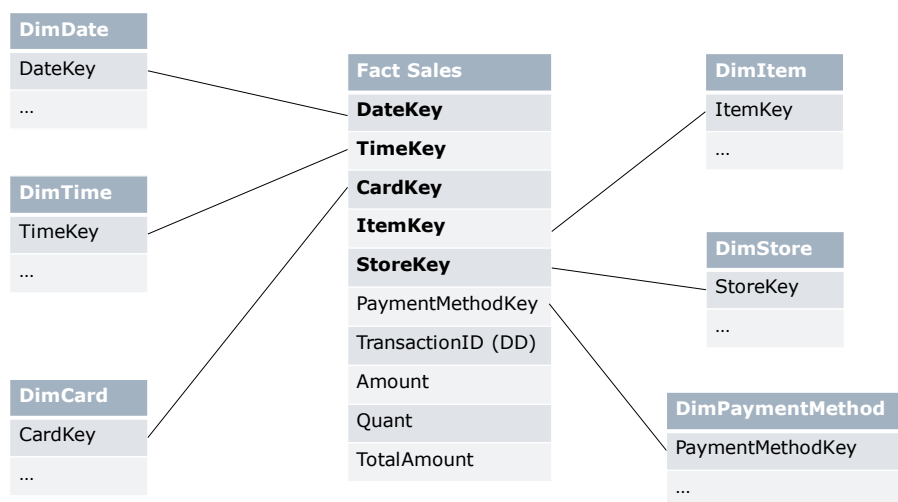 DimDate
DateKey
...
DimTime
TimeKey
...
DimCard
CardKey
...
Fact Sales
DateKey
TimeKey
CardKey
ItemKey
StoreKey
PaymentMethodKey
TransactionID (DD)
Amount
Quant
TotalAmount
DimItem
ItemKey
...
DimStore
StoreKey
...
DimPaymentMethod
PaymentMethodKey
...